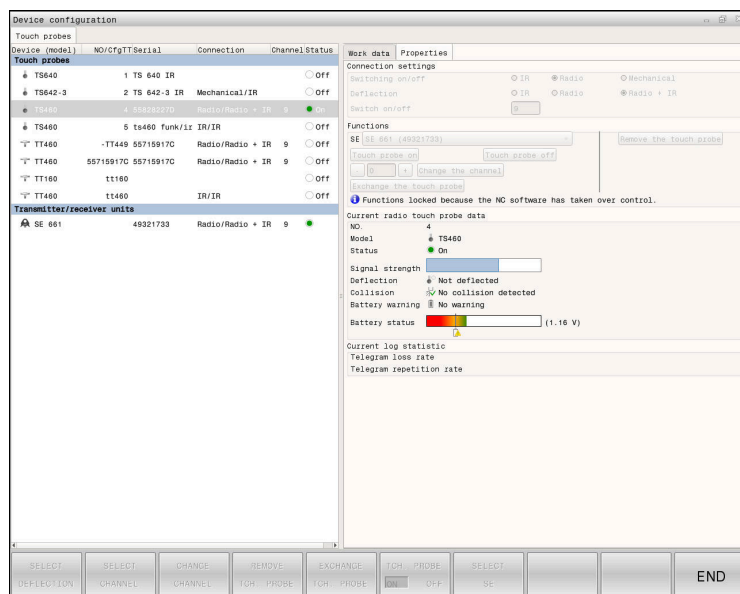 Device configuration
Touch probes
Device (model) NO/CfgTT Serial Connection Channel Status
Touch probes
TS640 1 TS 640 IR Off
TS642-3 2 TS 642-3 IR Mechanical/IR Off
TS460 4 Radio/Radio + IR 9 On
TS460 5 ts460 funk/ir IR/IR Off
TT460 -TT449 55715917C Radio/Radio + IR 9 Off
TT460 55715917C 55715917C Radio/Radio + IR 9 Off
TT160 tt160 Off
TT460 tt460 IR/IR Off
Transmitter/receiver units
SE 661 49321733 Radio/Radio + IR 9
Work data Properties
Connection settings
Switching on/off IR Radio Mechanical
Deflection IR Radio Radio + IR
Switch on/off 9
Functions
SE SE 661 (49321733) Remove the touch probe
Touch probe on Touch probe off
- 0 + Change the channel
Exchange the touch probe
Functions locked because the NC software has taken over control.
Current radio touch probe data
NO. 4
Model TS460
Status On
Signal strength
Deflection Not deflected
Collision No collision detected
Battery warning No warning
Battery status (1.16 V)
Current log statistic
Telegram loss rate
Telegram repetition rate
SELECT DEFLECTION
SELECT CHANNEL
CHANGE CHANNEL
REMOVE TCH. PROBE
EXCHANGE TCH. PROBE
TCH. PROBE ON OFF
SELECT SE
END